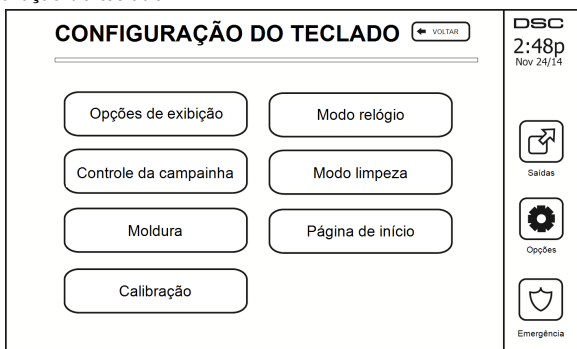 CONFIGURAÇÃO DO TECLADO
VOLTAR
DSC
2:48p
Nov 24/14
Opções de exibição
Modo relógio
Controle da campainha
Modo limpeza
Moldura
Página de início
Calibração
Saídas
Opções
Emergência